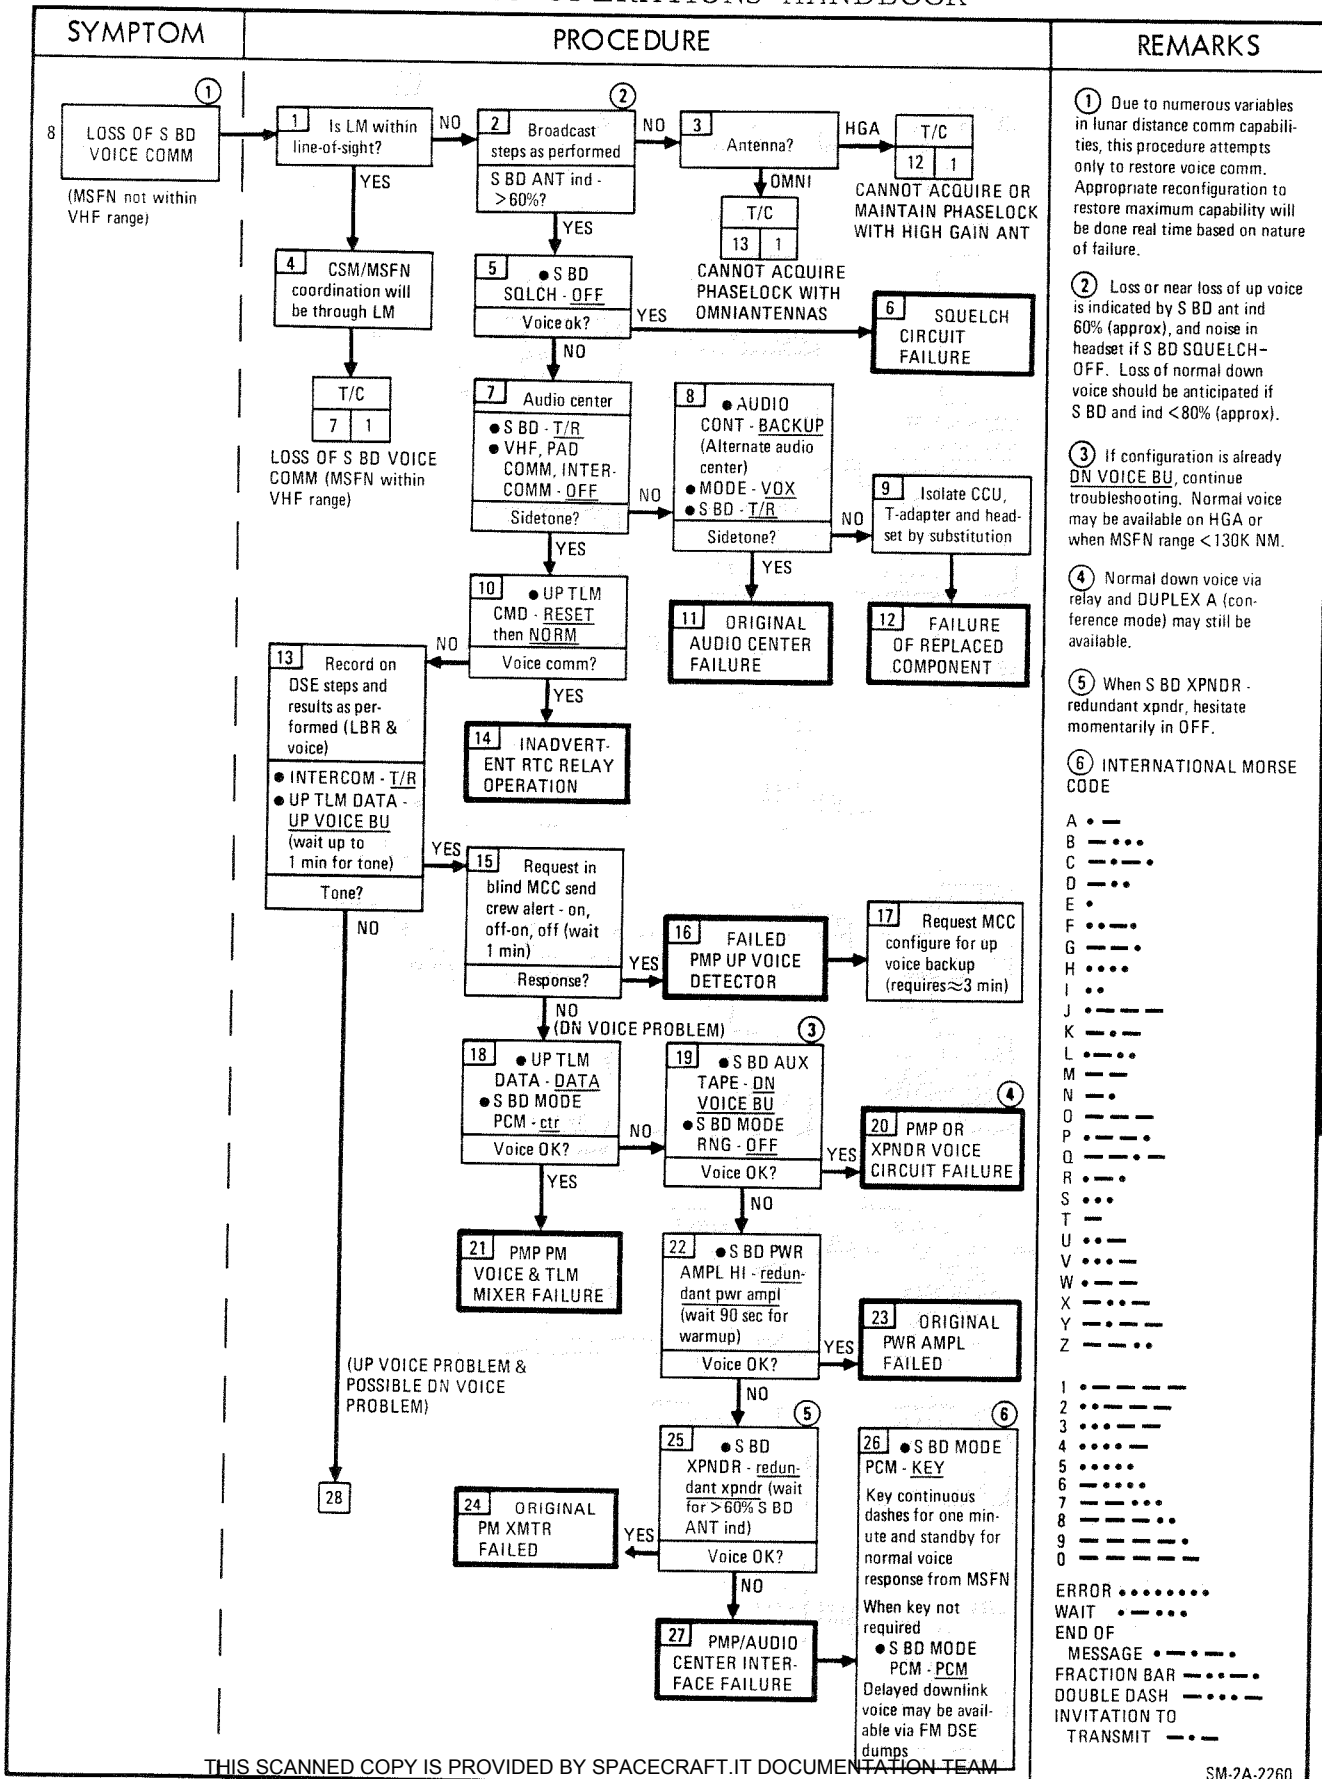 OPERATIONS HANDBOOK
SYMPTOM
PROCEDURE
REMARKS
1
8
LOSS OF S BD
VOICE COMM
(MSFN not within
VHF range)
1 Is LM within
line-of-sight?
NO
YES
2
2 Broadcast
steps as performed
S BD ANT ind -
>60%?
NO
YES
3
Antenna?
HGA
OMNI
T/C
12 1
CANNOT ACQUIRE OR
MAINTAIN PHASELOCK
WITH HIGH GAIN ANT
T/C
13 1
CANNOT ACQUIRE
PHASELOCK WITH
OMNIANTENNAS
4 CSM/MSFN
coordination will
be through LM
T/C
7 1
LOSS OF S BD VOICE
COMM (MSFN within
VHF range)
5 ● S BD
SQLCH - OFF
Voice ok?
YES
NO
6 SQUELCH
CIRCUIT
FAILURE
7 Audio center
● S BD - T/R
● VHF, PAD
COMM, INTER-
COMM - OFF
Sidetone?
NO
YES
8 ● AUDIO
CONT - BACKUP
(Alternate audio
center)
● MODE - VOX
● S BD - T/R
Sidetone?
NO
YES
9 Isolate CCU,
T-adapter and head-
set by substitution
10 ● UP TLM
CMD - RESET
then NORM
Voice comm?
NO
YES
11 ORIGINAL
AUDIO CENTER
FAILURE
12 FAILURE
OF REPLACED
COMPONENT
13 Record on
DSE steps and
results as per-
formed (LBR &
voice)
● INTERCOM - T/R
● UP TLM DATA -
UP VOICE BU
(wait up to
1 min for tone)
Tone?
YES
NO
14 INADVERT-
ENT RTC RELAY
OPERATION
15 Request in
blind MCC send
crew alert - on,
off-on, off (wait
1 min)
Response?
YES
NO
(DN VOICE PROBLEM)
16 FAILED
PMP UP VOICE
DETECTOR
17 Request MCC
configure for up
voice backup
(requires≈3 min)
18 ● UP TLM
DATA - DATA
● S BD MODE
PCM - ctr
Voice OK?
NO
YES
3
19 ● S BD AUX
TAPE - DN
VOICE BU
● S BD MODE
RNG - OFF
Voice OK?
YES
NO
4
20 PMP OR
XPNDR VOICE
CIRCUIT FAILURE
21 PMP PM
VOICE & TLM
MIXER FAILURE
22 ● S BD PWR
AMPL HI - redun-
dant pwr ampl
(wait 90 sec for
warmup)
Voice OK?
YES
NO
23 ORIGINAL
PWR AMPL
FAILED
(UP VOICE PROBLEM &
POSSIBLE DN VOICE
PROBLEM)
28
5
25 ● S BD
XPNDR - redun-
dant xpndr (wait
for >60% S BD
ANT ind)
Voice OK?
YES
NO
24 ORIGINAL
PM XMTR
FAILED
27 PMP/AUDIO
CENTER INTER-
FACE FAILURE
6
26 ● S BD MODE
PCM - KEY
Key continuous
dashes for one min-
ute and standby for
normal voice
response from MSFN
When key not
required
● S BD MODE
PCM - PCM
Delayed downlink
voice may be avail-
able via FM DSE
dumps
1 Due to numerous variables
in lunar distance comm capabili-
ties, this procedure attempts
only to restore voice comm.
Appropriate reconfiguration to
restore maximum capability will
be done real time based on nature
of failure.
2 Loss or near loss of up voice
is indicated by S BD ant ind
60% (approx), and noise in
headset if S BD SQUELCH-
OFF. Loss of normal down
voice should be anticipated if
S BD and ind <80% (approx).
3 If configuration is already
DN VOICE BU, continue
troubleshooting. Normal voice
may be available on HGA or
when MSFN range <130K NM.
4 Normal down voice via
relay and DUPLEX A (con-
ference mode) may still be
available.
5 When S BD XPNDR -
redundant xpndr, hesitate
momentarily in OFF.
6 INTERNATIONAL MORSE
CODE
A • —
B — • • •
C — • — •
D — • •
E •
F • • — •
G — — •
H • • • •
I • •
J • — — —
K — • —
L • — • •
M — —
N — •
O — — —
P • — — •
Q — — • —
R • — •
S • • •
T —
U • • —
V • • • —
W • — —
X — • • —
Y — • — —
Z — — • •
1 • — — — —
2 • • — — —
3 • • • — —
4 • • • • —
5 • • • • •
6 — • • • •
7 — — • • •
8 — — — • •
9 — — — — •
0 — — — — —
ERROR • • • • • • • •
WAIT • — • • •
END OF
MESSAGE • — • — •
FRACTION BAR — • • — •
DOUBLE DASH — • • • —
INVITATION TO
TRANSMIT — • —
THIS SCANNED COPY IS PROVIDED BY SPACECRAFT.IT DOCUMENTATION TEAM
SM-2A-2260